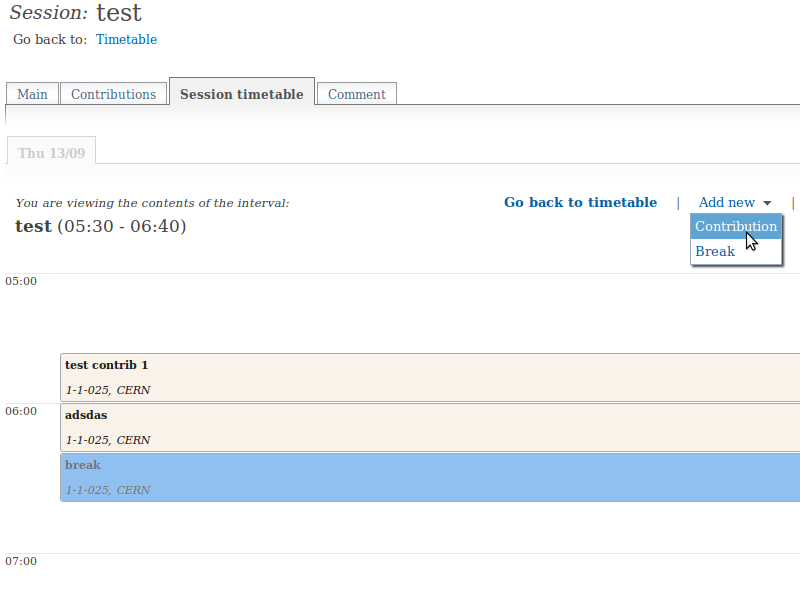 Session: test
Go back to: Timetable
Main Contributions Session timetable Comment
Thu 13/09
You are viewing the contents of the interval: Go back to timetable | Add new |
test (05:30 - 06:40)
Contribution
Break
05:00
test contrib 1
1-1-025, CERN
06:00
adsdas
1-1-025, CERN
break
1-1-025, CERN
07:00